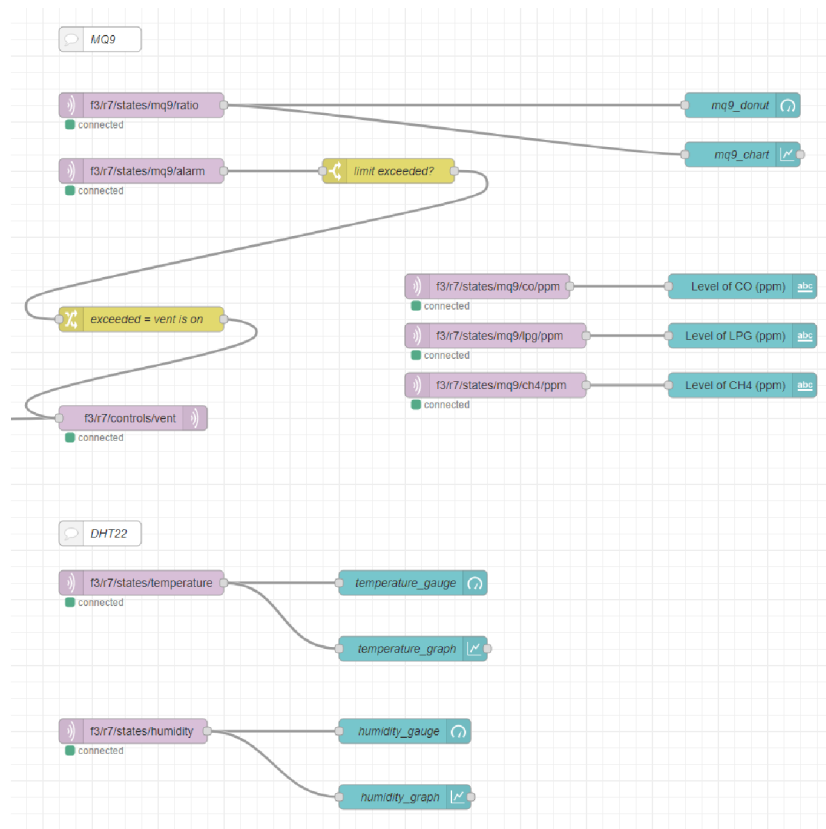 MQ9
f3/r7/states/mq9/ratio
connected
mq9_donut
mq9_chart
f3/r7/states/mq9/alarm
connected
limit exceeded?
f3/r7/states/mq9/co/ppm
connected
Level of CO (ppm)
abc
exceeded = vent is on
f3/r7/states/mq9/lpg/ppm
connected
Level of LPG (ppm)
abc
f3/r7/states/mq9/ch4/ppm
connected
Level of CH4 (ppm)
abc
f3/r7/controls/vent
connected
DHT22
f3/r7/states/temperature
connected
temperature_gauge
temperature_graph
f3/r7/states/humidity
connected
humidity_gauge
humidity_graph